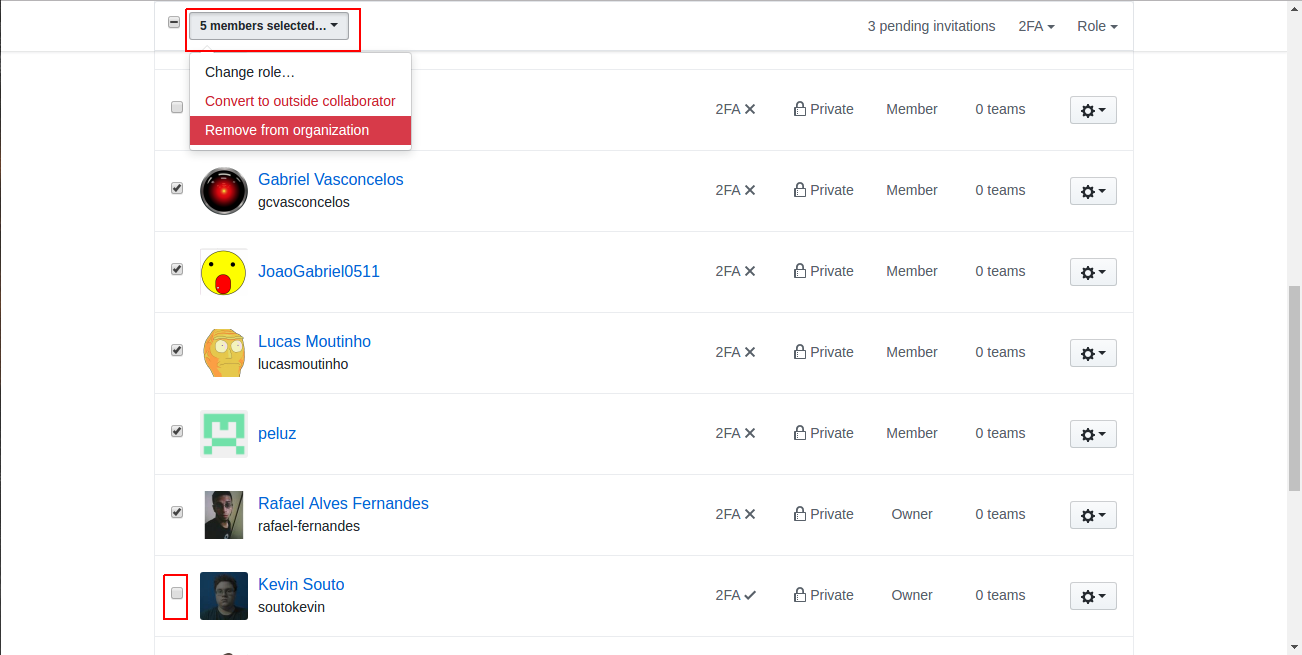 5 members selected…
3 pending invitations 2FA Role
Change role…
Convert to outside collaborator
Remove from organization
2FA Private Member 0 teams
Gabriel Vasconcelos
gcvasconcelos
2FA Private Member 0 teams
JoaoGabriel0511
2FA Private Member 0 teams
Lucas Moutinho
lucasmoutinho
2FA Private Member 0 teams
peluz
2FA Private Member 0 teams
Rafael Alves Fernandes
rafael-fernandes
2FA Private Owner 0 teams
Kevin Souto
soutokevin
2FA Private Owner 0 teams